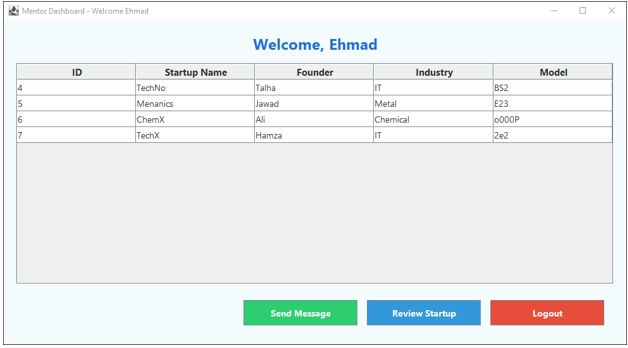 Mentor Dashboard - Welcome Ehmad
Welcome, Ehmad
ID Startup Name Founder Industry Model
4 TechNo Talha IT BS2
5 Menanics Jawad Metal E23
6 ChemX Ali Chemical o000P
7 TechX Hamza IT 2e2
Send Message Review Startup Logout